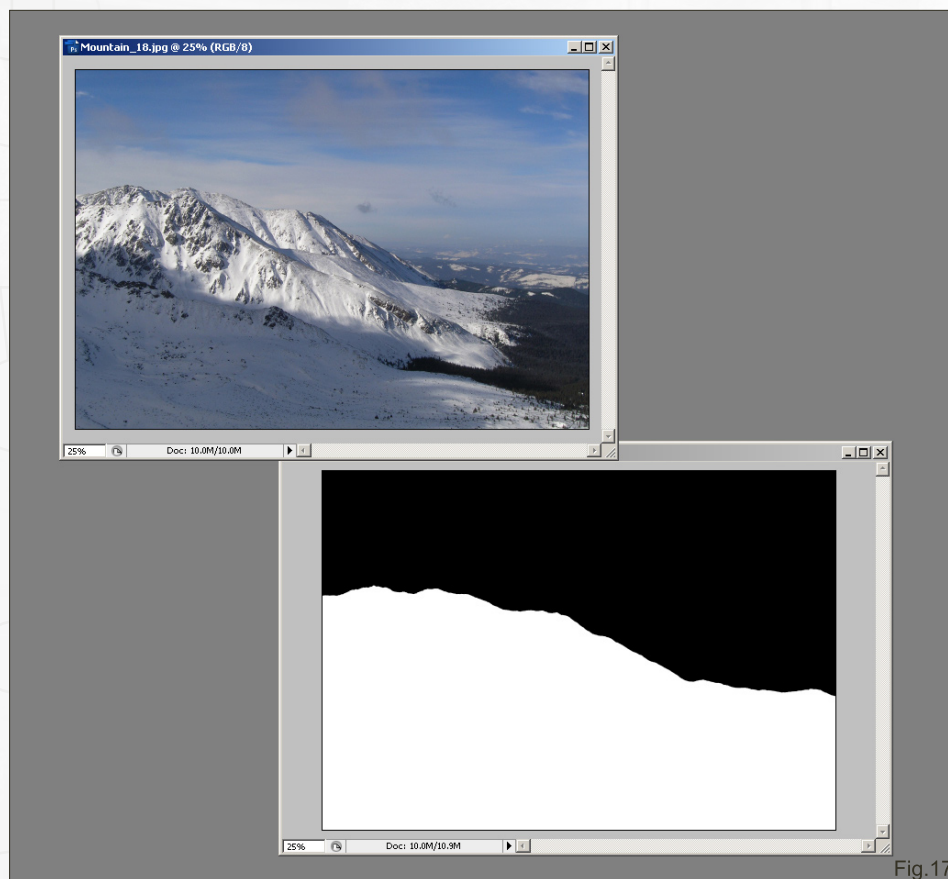 Mountain_18.jpg @ 25% (RGB/8)
25% Doc: 10.0M/10.0M
25% Doc: 10.0M/10.9M
Fig.17